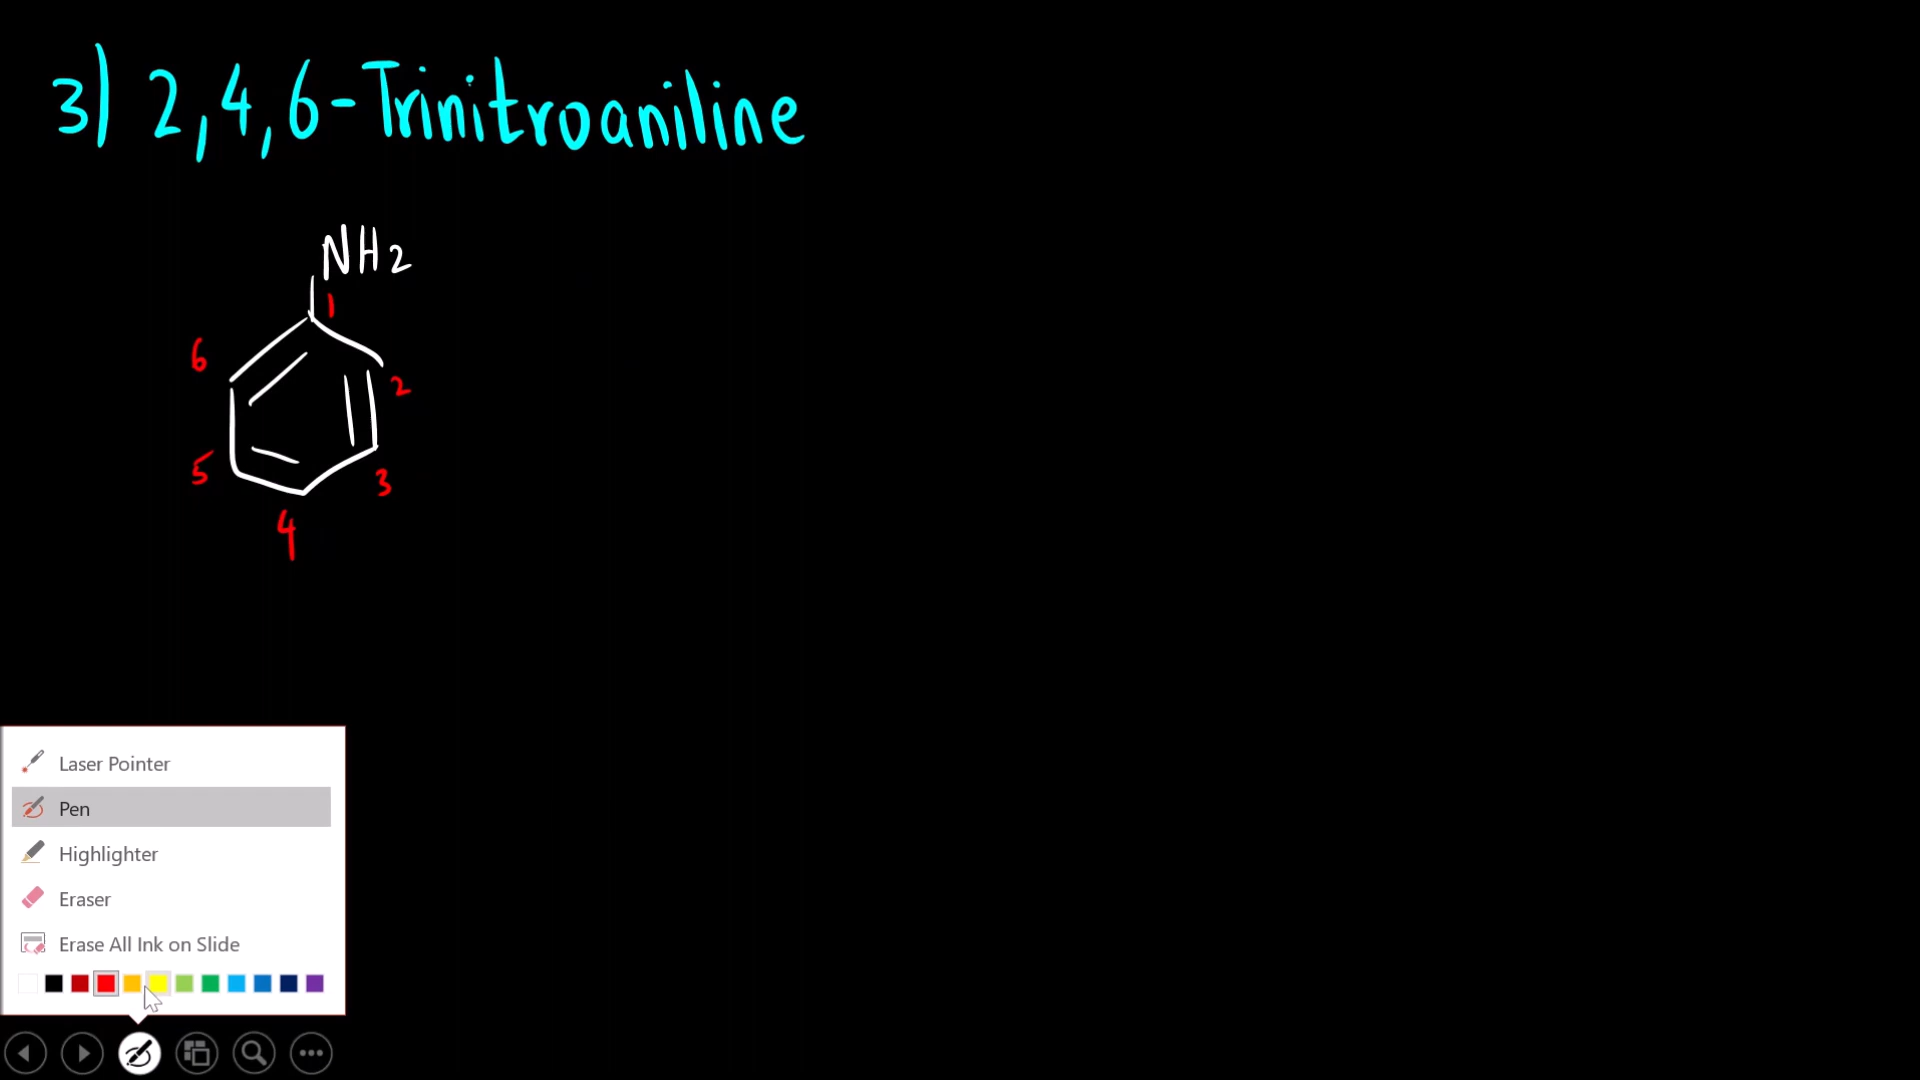 3) 2,4,6-Trinitroaniline
NH2
1
6
2
5
3
4
Laser Pointer
Pen
Highlighter
Eraser
Erase All Ink on Slide